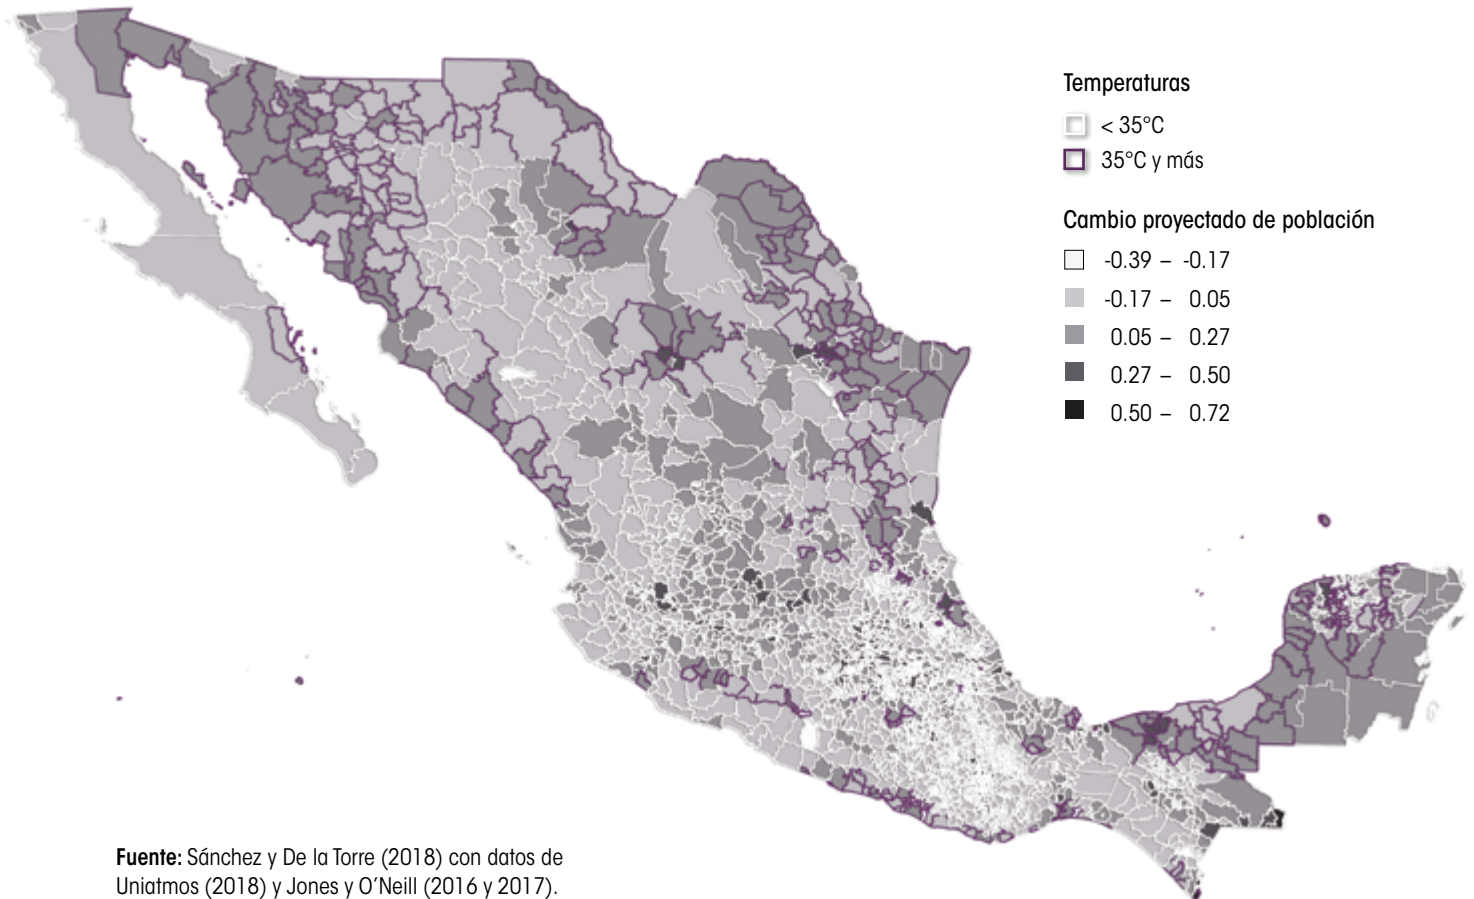 Temperaturas
< 35°C
35°C y más
Cambio proyectado de población
-0.39 – -0.17
-0.17 – 0.05
0.05 – 0.27
0.27 – 0.50
0.50 – 0.72
Fuente: Sánchez y De la Torre (2018) con datos de
Uniatmos (2018) y Jones y O’Neill (2016 y 2017).